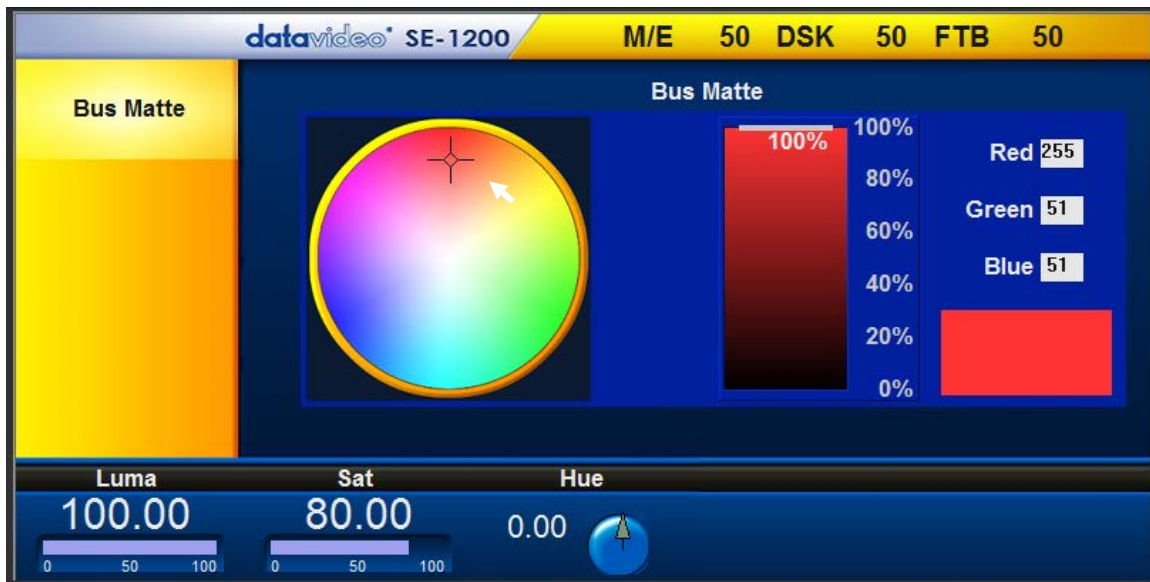 datavideo SE-1200 M/E 50 DSK 50 FTB 50
Bus Matte
Bus Matte
100%
100%
80%
60%
40%
20%
0%
Red 255
Green 51
Blue 51
Luma Sat Hue
100.00 80.00 0.00
0 50 100 0 50 100